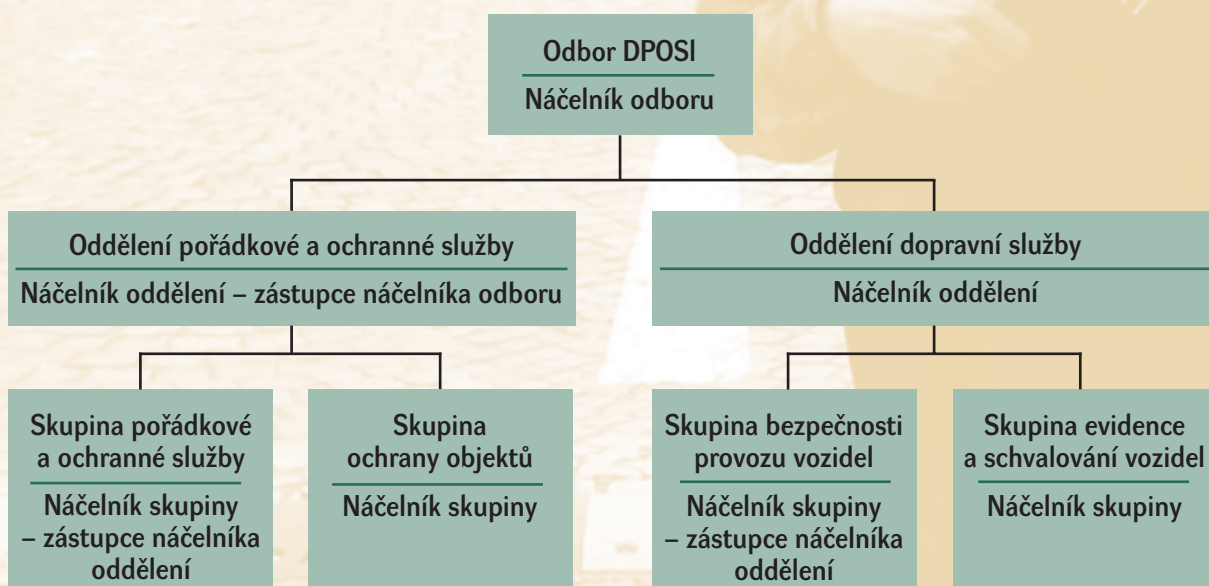 Odbor DPOSl
Náčelník odboru
Oddělení pořádkové a ochranné služby
Náčelník oddělení – zástupce náčelníka odboru
Oddělení dopravní služby
Náčelník oddělení
Skupina pořádkové
a ochranné služby
Náčelník skupiny
– zástupce náčelníka
oddělení
Skupina
ochrany objektů
Náčelník skupiny
Skupina bezpečnosti
provozu vozidel
Náčelník skupiny
– zástupce náčelníka
oddělení
Skupina evidence
a schvalování vozidel
Náčelník skupiny